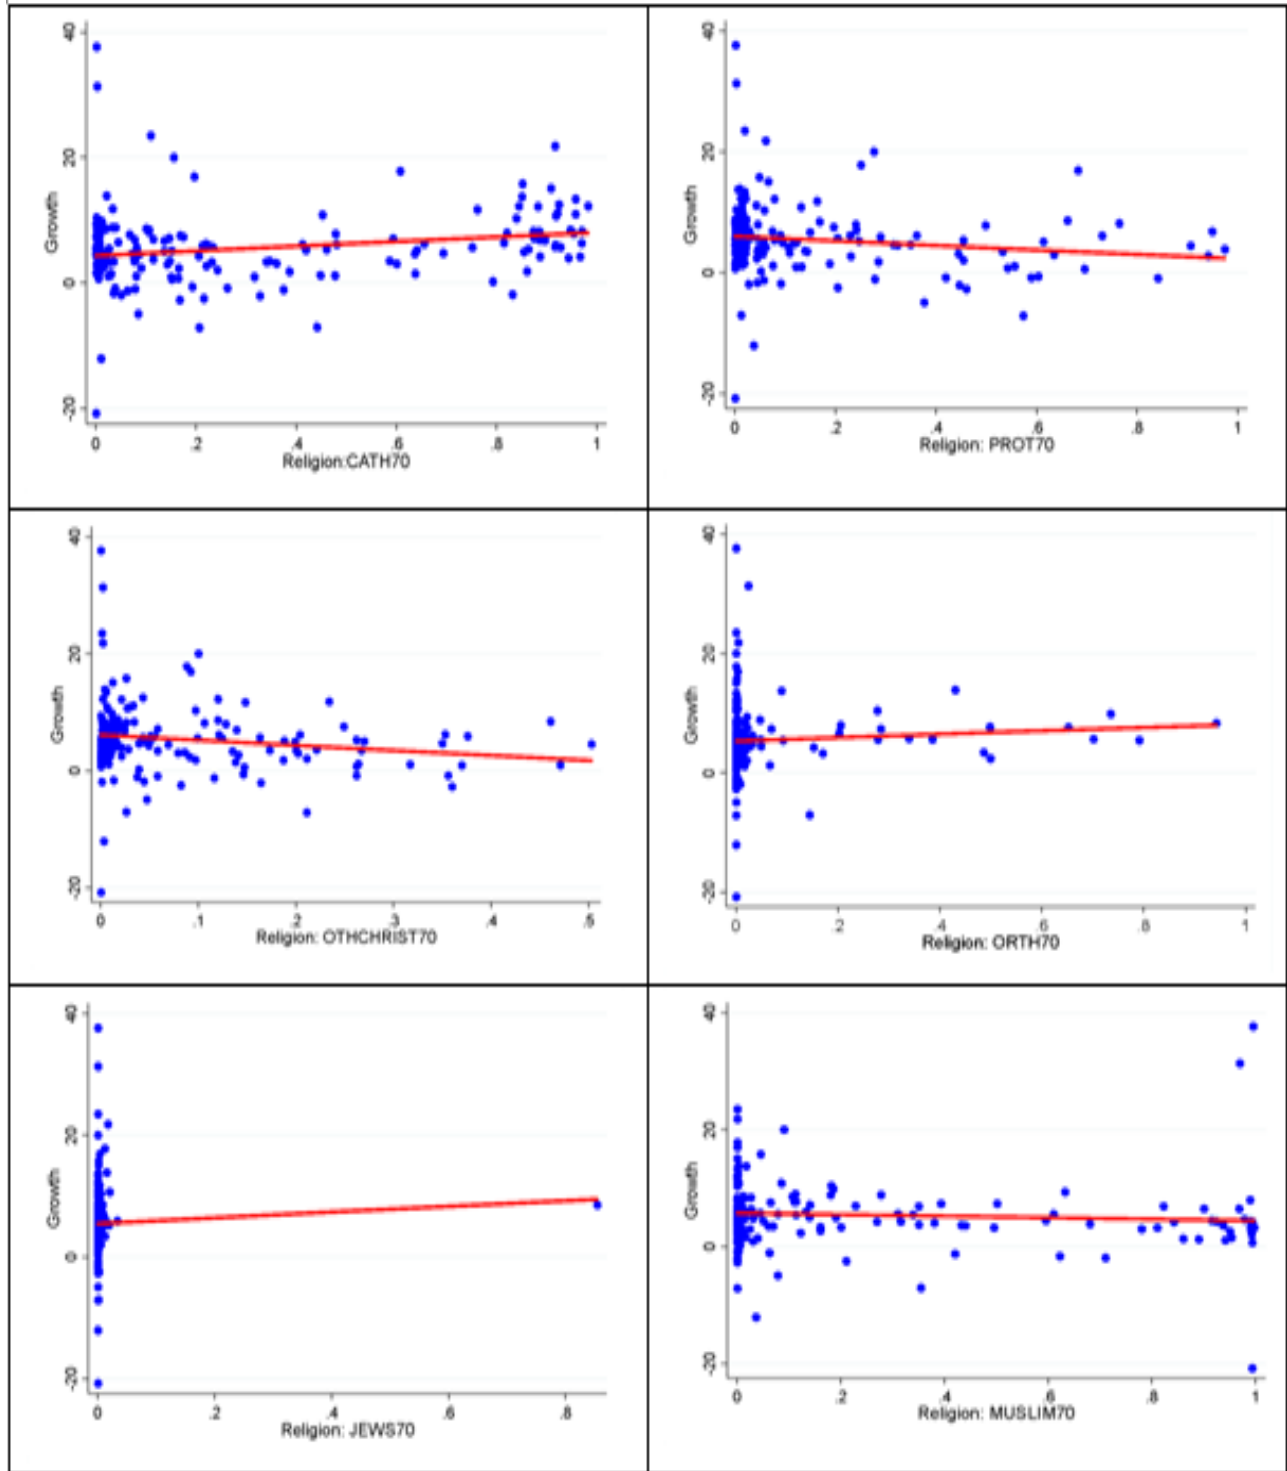 40
20
0
-20
Growth
0 .2 .4 .6 .8 1
Religion:CATH70
40
20
0
-20
Growth
0 .2 .4 .6 .8 1
Religion: PROT70
40
20
0
-20
Growth
0 .1 .2 .3 .4 .5
Religion: OTHCHRIST70
40
20
0
-20
Growth
0 .2 .4 .6 .8 1
Religion: ORTH70
40
20
0
-20
Growth
0 .2 .4 .6 .8
Religion: JEWS70
40
20
0
-20
Growth
0 .2 .4 .6 .8 1
Religion: MUSLIM70